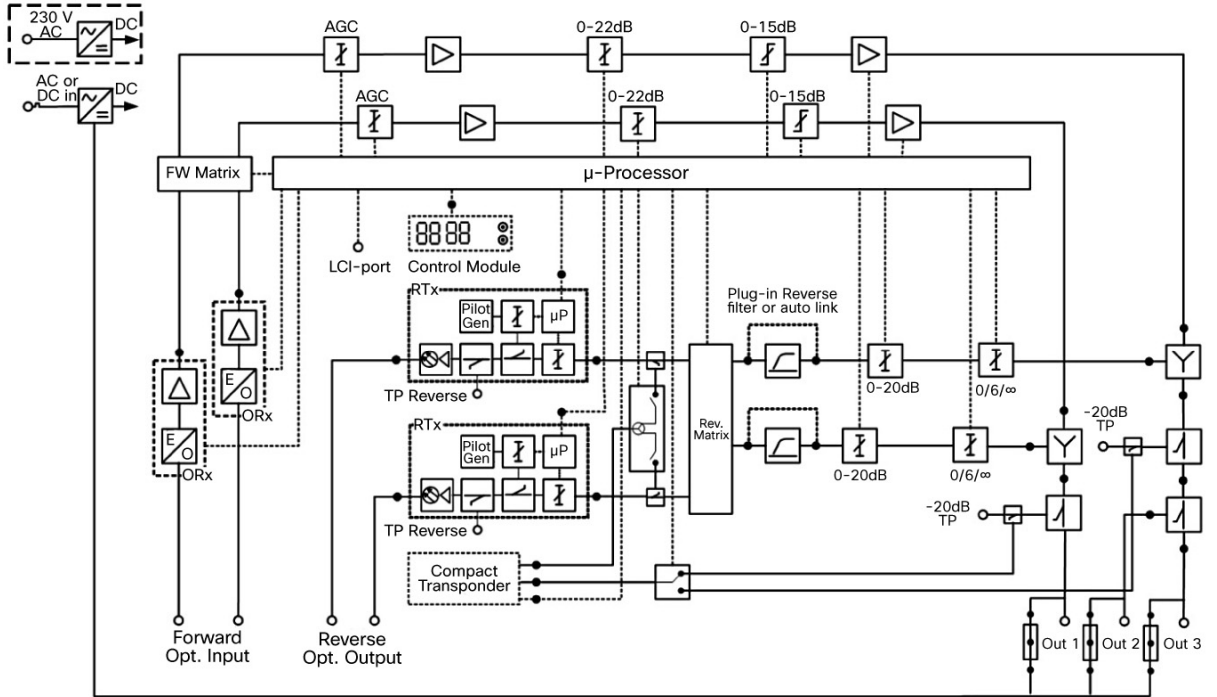 230 V
AC
DC
AC or
DC in
DC
AGC
0-22dB
0-15dB
AGC
0-22dB
0-15dB
FW Matrix
µ-Processor
LCI-port
Control Module
RTx
Pilot
Gen
µP
TP Reverse
Plug-in Reverse
filter or auto link
0-20dB
0/6/∞
E
O
ORx
E
O
ORx
RTx
Pilot
Gen
µP
TP Reverse
Rev.
Matrix
0-20dB
0/6/∞
-20dB
TP
-20dB
TP
Compact
Transponder
Forward
Opt. Input
Reverse
Opt. Output
Out 1
Out 2
Out 3